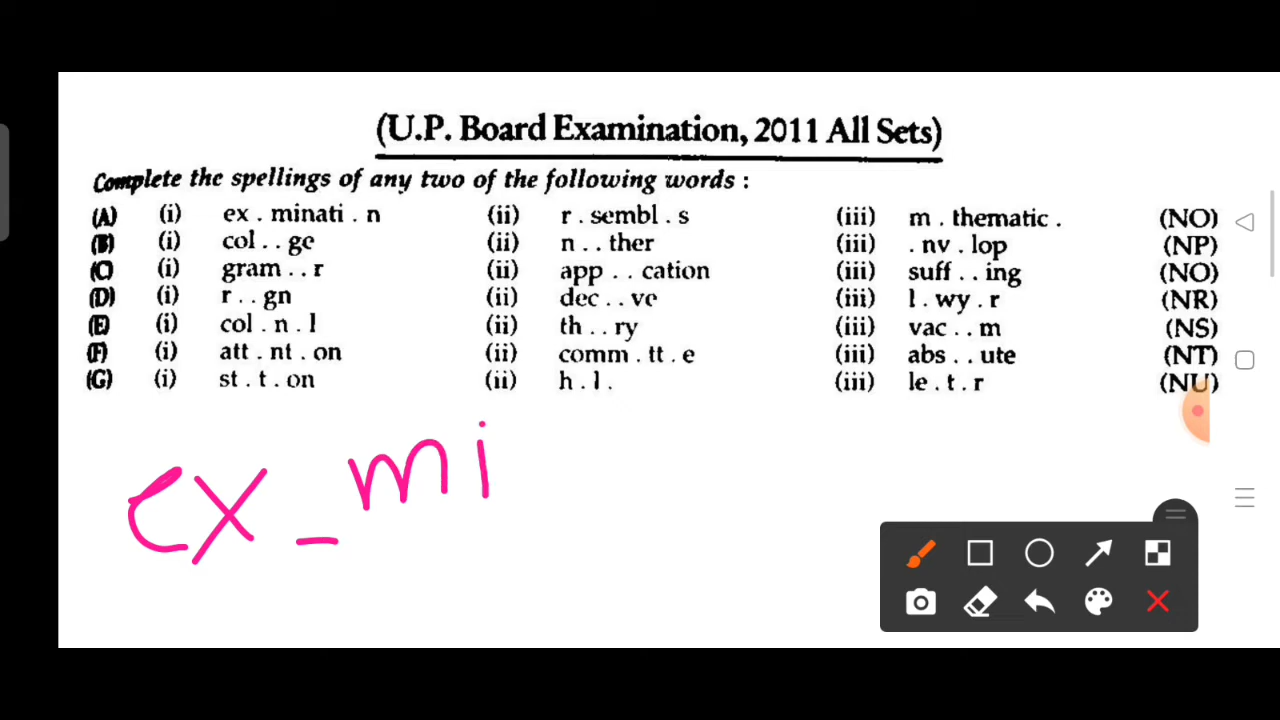 (U.P. Board Examination, 2011 All Sets)
Complete the spellings of any two of the following words :
(A) (i) ex . minati . n (ii) r . sembl . s (iii) m . thematic . (NO)
(B) (i) col . . ge (ii) n . . ther (iii) . nv . lop (NP)
(C) (i) gram . . r (ii) app . . cation (iii) suff . . ing (NO)
(D) (i) r . . gn (ii) dec . . ve (iii) l . wy . r (NR)
(E) (i) col . n . l (ii) th . . ry (iii) vac . . m (NS)
(F) (i) att . nt . on (ii) comm . tt . e (iii) abs . . ute (NT)
(G) (i) st . t . on (ii) h . l . (iii) le . t . r (NU)
ex _ mi